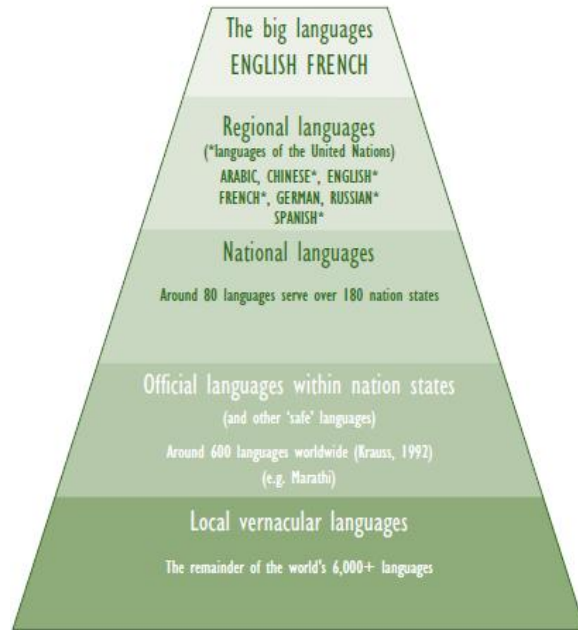 The big languages
ENGLISH FRENCH
Regional languages
(*languages of the United Nations)
ARABIC, CHINESE*, ENGLISH*
FRENCH*, GERMAN, RUSSIAN*
SPANISH*
National languages
Around 80 languages serve over 180 nation states
Official languages within nation states
(and other ‘safe’ languages)
Around 600 languages worldwide (Krauss, 1992)
(e.g. Marathi)
Local vernacular languages
The remainder of the world's 6,000+ languages